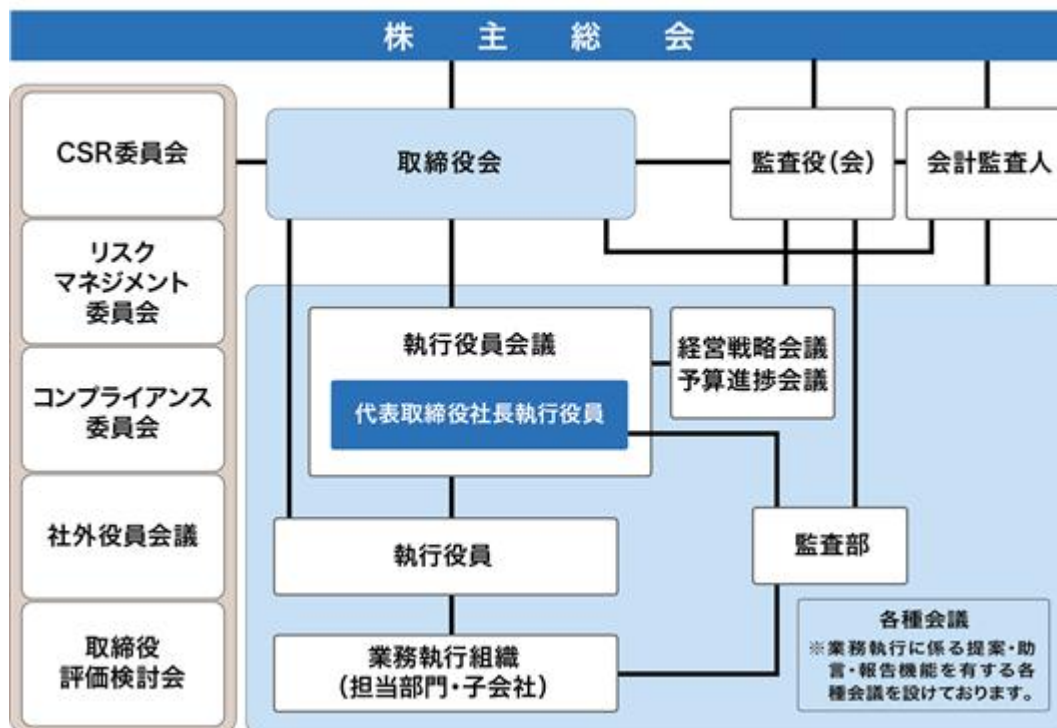 株主総会
CSR委員会
取締役会
監査役(会)
会計監査人
リスク
マネジメント
委員会
執行役員会議
経営戦略会議
予算進捗会議
代表取締役社長執行役員
コンプライアンス
委員会
社外役員会議
執行役員
監査部
取締役
評価検討会
業務執行組織
(担当部門・子会社)
各種会議
※業務執行に係る提案・助
言・報告機能を有する各
種会議を設けております。